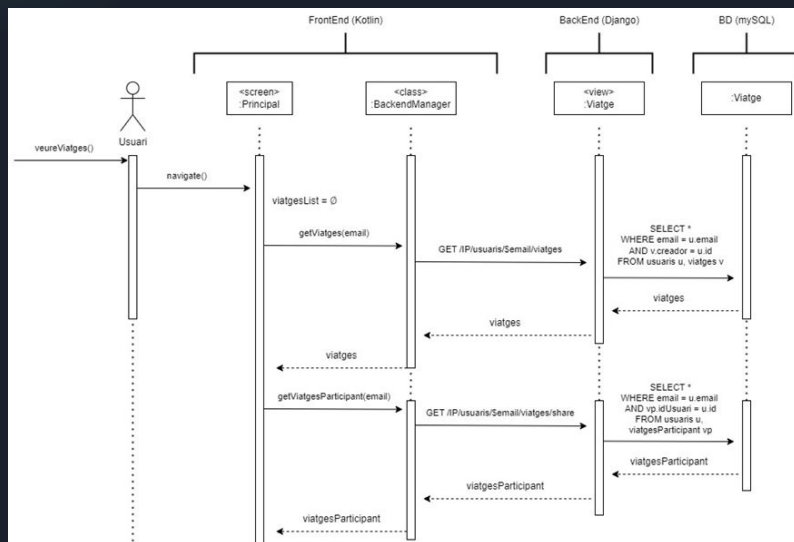 FrontEnd (Kotlin)
BackEnd (Django)
BD (mySQL)
<screen>
:Principal
<class>
:BackendManager
<view>
:Viatge
:Viatge
Usuari
veureViatges()
navigate()
viatgesList = ∅
getViatges(email)
GET /IP/usuaris/$email/viatges
SELECT *
WHERE email = u.email
AND v.creador = u.id
FROM usuaris u, viatges v
viatges
viatges
viatges
getViatgesParticipant(email)
GET /IP/usuaris/$email/viatges/share
SELECT *
WHERE email = u.email
AND vp.idUsuari = u.id
FROM usuaris u,
viatgesParticipant vp
viatgesParticipant
viatgesParticipant
viatgesParticipant